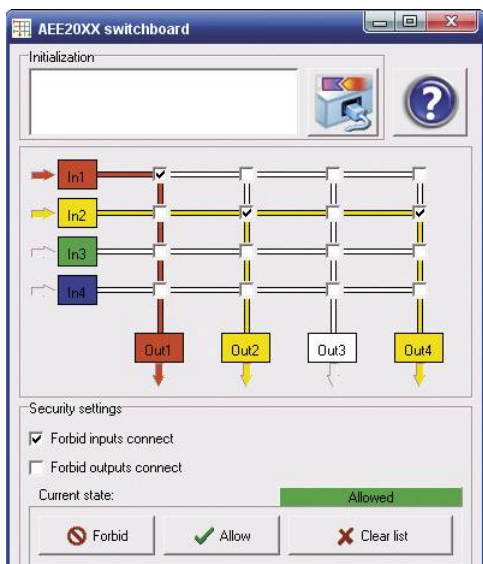 AEE20XX switchboard
Initialization
?
In1
In2
In3
In4
Out1 Out2 Out3 Out4
Security settings
Forbid inputs connect
Forbid outputs connect
Current state: Allowed
Forbid Allow Clear list